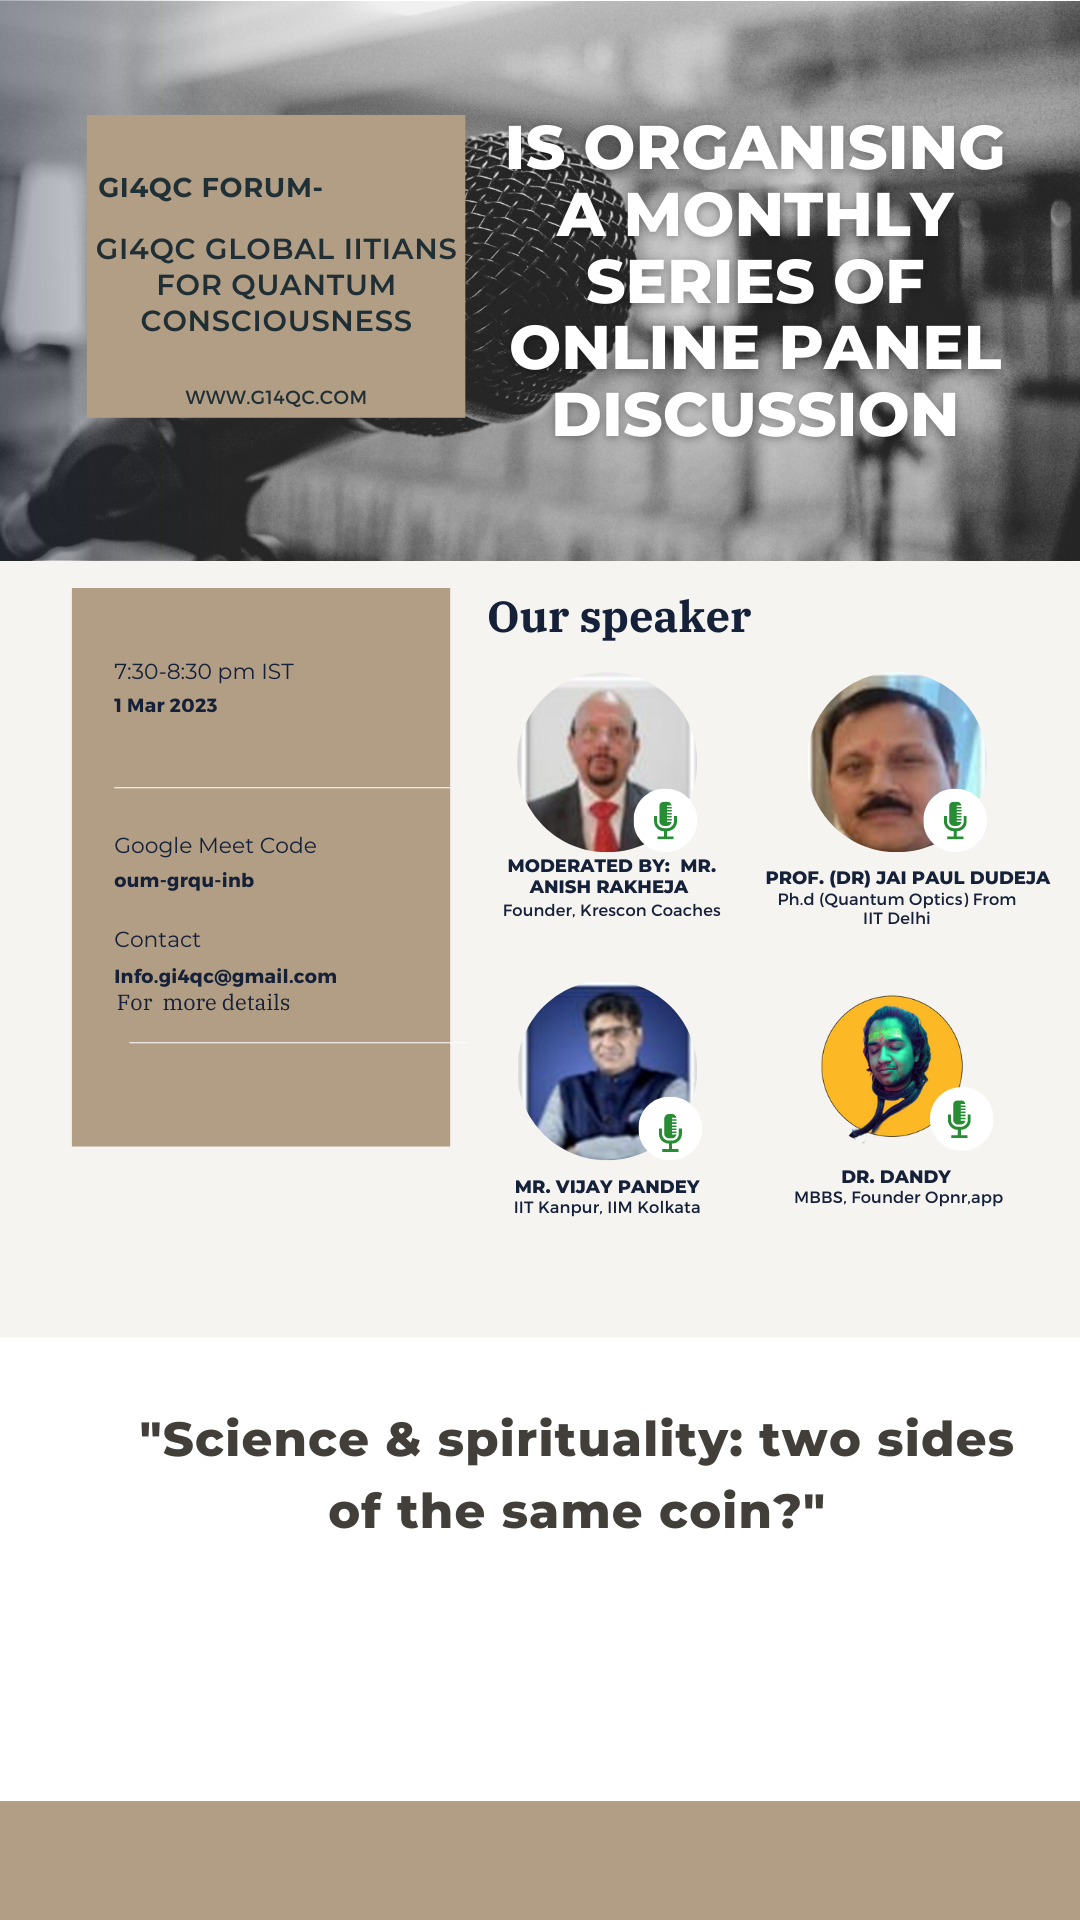 GI4QC FORUM-
GI4QC GLOBAL IITIANS
FOR QUANTUM
CONSCIOUSNESS
WWW.G14QC.COM
IS ORGANISING
A MONTHLY
SERIES OF
ONLINE PANEL
DISCUSSION
7:30-8:30 pm IST
1 Mar 2023
Google Meet Code
oum-grqu-inb
Contact
Info.gi4qc@gmail.com
For more details
Our speaker
MODERATED BY: MR.
ANISH RAKHEJA
Founder, Krescon Coaches
PROF. (DR) JAI PAUL DUDEJA
Ph.d (Quantum Optics) From
IIT Delhi
MR. VIJAY PANDEY
IIT Kanpur, IIM Kolkata
DR. DANDY
MBBS, Founder Opnr,app
"Science & spirituality: two sides
of the same coin?"